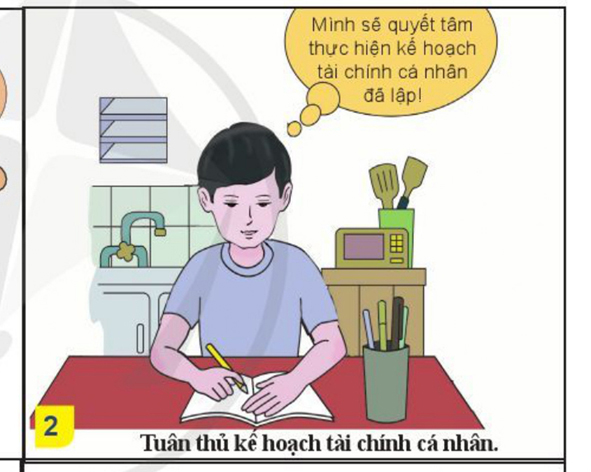 Mình sẽ quyết tâm
thực hiện kế hoạch
tài chính cá nhân
đã lập!
2
Tuân thủ kế hoạch tài chính cá nhân.